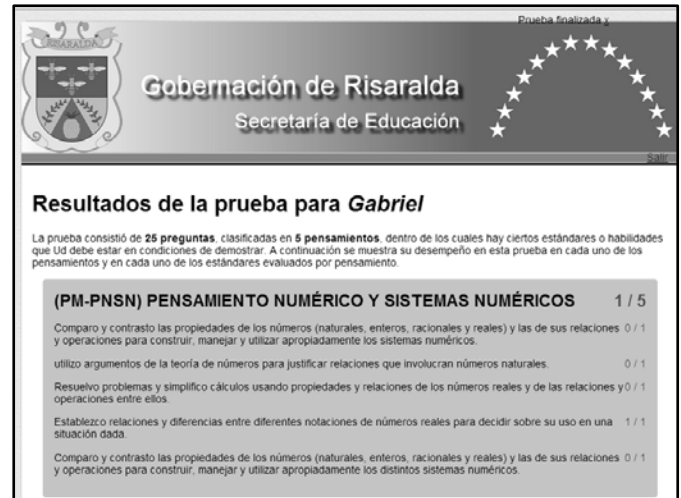 Prueba finalizada x
RISARALDA
Gobernación de Risaralda
Secretaría de Educación
Salir
Resultados de la prueba para Gabriel
La prueba consistió de 25 preguntas, clasificadas en 5 pensamientos, dentro de los cuales hay ciertos estándares o habilidades
que Ud debe estar en condiciones de demostrar. A continuación se muestra su desempeño en esta prueba en cada uno de los
pensamientos y en cada uno de los estándares evaluados por pensamiento.
(PM-PNSN) PENSAMIENTO NUMÉRICO Y SISTEMAS NUMÉRICOS 1 / 5
Comparo y contrasto las propiedades de los números (naturales, enteros, racionales y reales) y las de sus relaciones 0 / 1
y operaciones para construir, manejar y utilizar apropiadamente los sistemas numéricos.
utilizo argumentos de la teoría de números para justificar relaciones que involucran números naturales. 0 / 1
Resuelvo problemas y simplifico cálculos usando propiedades y relaciones de los números reales y de las relaciones y 0 / 1
operaciones entre ellos.
Establezco relaciones y diferencias entre diferentes notaciones de números reales para decidir sobre su uso en una 1 / 1
situación dada.
Comparo y contrasto las propiedades de los números (naturales, enteros, racionales y reales) y las de sus relaciones 0 / 1
y operaciones para construir, manejar y utilizar apropiadamente los distintos sistemas numéricos.